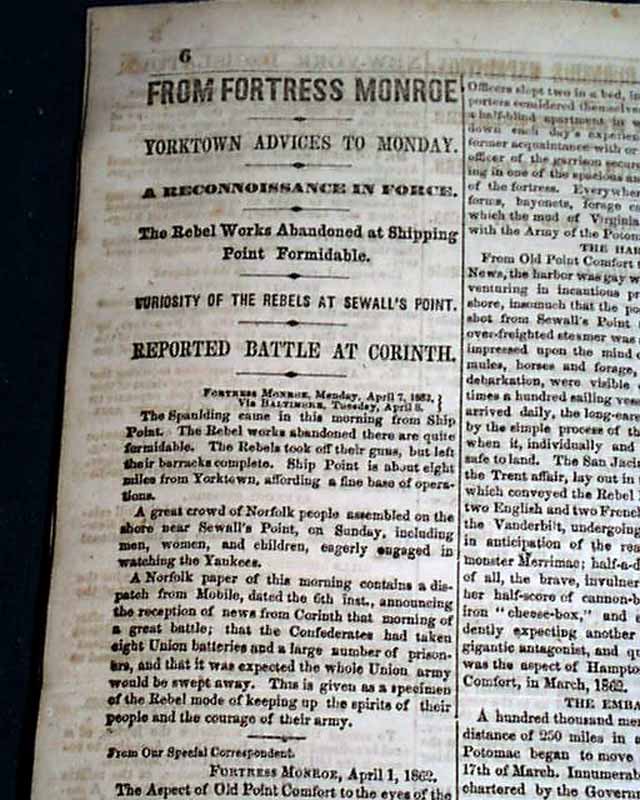 6
FROM FORTRESS MONROE
YORKTOWN ADVICES TO MONDAY.
A RECONNOISSANCE IN FORCE.
The Rebel Works Abandoned at Shipping
Point Formidable.
CURIOSITY OF THE REBELS AT SEWALL'S POINT.
REPORTED BATTLE AT CORINTH.
FORTRESS MONROE, Monday, April 7, 1862,
VIA BALTIMORE, Tuesday, April 8.
The Spaulding came in this morning from Ship
Point. The Rebel works abandoned there are quite
formidable. The Rebels took off their guns, but left
their barracks complete. Ship Point is about eight
miles from Yorktown, affording a fine base of opera-
tions.
A great crowd of Norfolk people assembled on the
shore near Sewall's Point, on Sunday, including
men, women, and children, eagerly engaged in
watching the Yankees.
A Norfolk paper of this morning contains a dis-
patch from Mobile, dated the 6th inst., announcing
the reception of news from Corinth that morning of
a great battle; that the Confederates had taken
eight Union batteries and a large number of prison-
ers, and that it was expected the whole Union army
would be swept away. This is given as a specimen
of the Rebel mode of keeping up the spirits of their
people and the courage of their army.
From Our Special Correspondent.
FORTRESS MONROE, April 1, 1862.
The Aspect of Old Point Comfort to the eyes of the
Officers slept two in a bed, in
porters considered themselve
a half-blind apartment in w
down each day's experien
former acquaintance with or
officer of the garrison secure
ing in one of the spacious an
of the fortress. Everywher
forms, bayonets, forage ca
which the mud of Virginia
with the Army of the Potom
THE HAR
From Old Point Comfort t
News, the harbor was gay w
venturing in incautious pr
shore, insomuch that the po
shot from Sewall's Point
over-freighted steamer was
impressed upon the mind o
mules, horses and forage,
debarkation, were visible
times a hundred sailing vess
arrived daily, the long-eare
by the simple process of th
when it, individually and
safe to land. The San Jaci
the Trent affair, lay out in
which conveyed the Rebel
two English and two French
the Vanderbilt, undergoing
in anticipation of the rea
monster Merrimac; half-a-d
of all, the brave, invulner
her half-score of cannon-b
iron "cheese-box," and e
dently expecting another
gigantic antagonist, and qu
was the aspect of Hampto
Comfort, in March, 1862.
THE EMBA
A hundred thousand me
distance of 250 miles in a
Potomac began to move
17th of March. Innumerab
chartered by the Governm